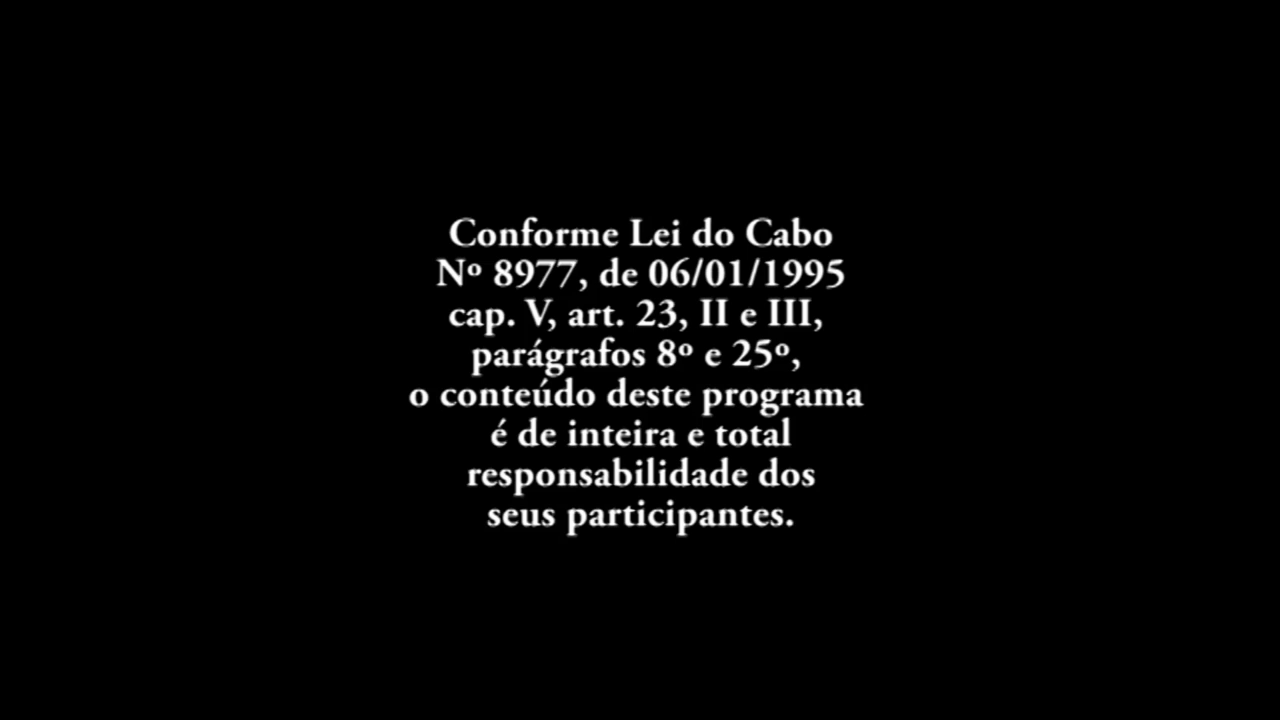 Conforme Lei do Cabo
Nº 8977, de 06/01/1995
cap. V, art. 23, II e III,
parágrafos 8º e 25º,
o conteúdo deste programa
é de inteira e total
responsabilidade dos
seus participantes.